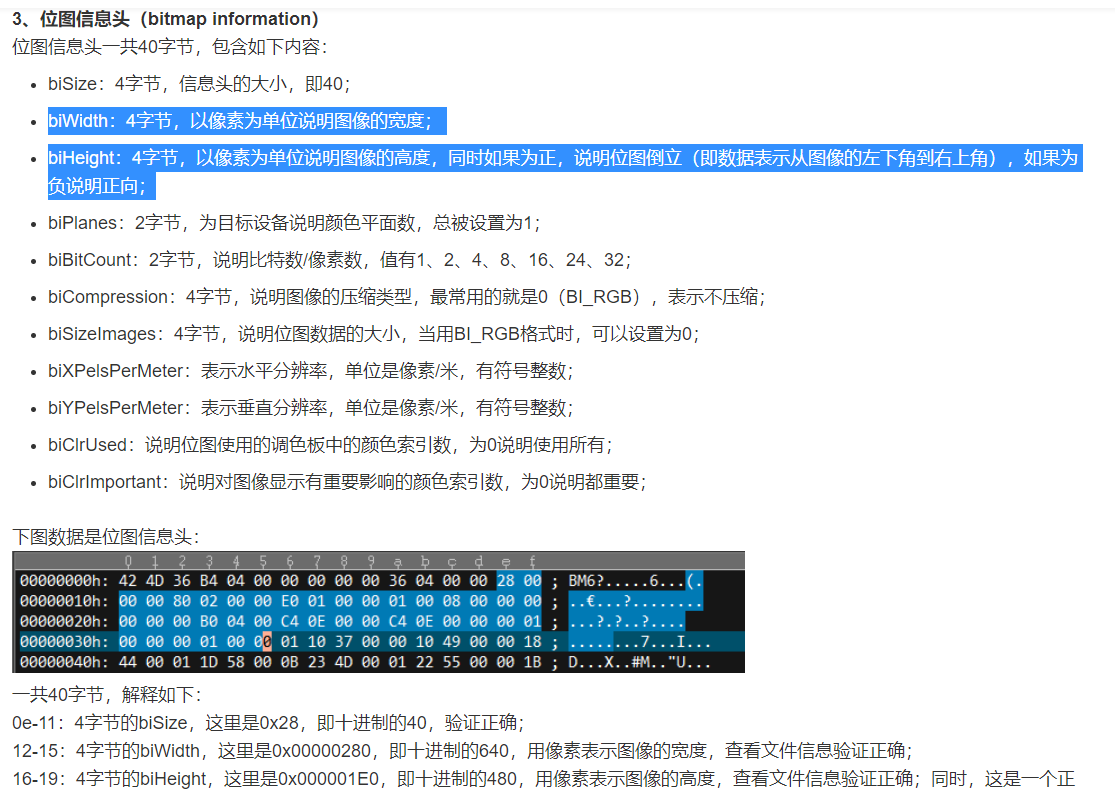 3、位图信息头（bitmap information）
位图信息头一共40字节，包含如下内容：
• biSize：4字节，信息头的大小，即40；
• biWidth：4字节，以像素为单位说明图像的宽度；
• biHeight：4字节，以像素为单位说明图像的高度，同时如果为正，说明位图倒立（即数据表示从图像的左下角到右上角），如果为
负说明正向；
• biPlanes：2字节，为目标设备说明颜色平面数，总被设置为1；
• biBitCount：2字节，说明比特数/像素数，值有1、2、4、8、16、24、32；
• biCompression：4字节，说明图像的压缩类型，最常用的就是0（BI_RGB），表示不压缩；
• biSizeImages：4字节，说明位图数据的大小，当用BI_RGB格式时，可以设置为0；
• biXPelsPerMeter：表示水平分辨率，单位是像素/米，有符号整数；
• biYPelsPerMeter：表示垂直分辨率，单位是像素/米，有符号整数；
• biClrUsed：说明位图使用的调色板中的颜色索引数，为0说明使用所有；
• biClrImportant：说明对图像显示有重要影响的颜色索引数，为0说明都重要；
下图数据是位图信息头：
0 1 2 3 4 5 6 7 8 9 a b c d e f
00000000h: 42 4D 36 B4 04 00 00 00 00 00 36 04 00 00 28 00 ; BM6?.....6...(.
00000010h: 00 00 80 02 00 00 E0 01 00 00 01 00 08 00 00 00 ; ..€...?........
00000020h: 00 00 00 B0 04 00 C4 0E 00 00 C4 0E 00 00 00 01 ; ...?.?..?....
00000030h: 00 00 00 01 00 00 01 10 37 00 00 10 49 00 00 18 ; ........7...I...
00000040h: 44 00 01 1D 58 00 0B 23 4D 00 01 22 55 00 00 1B ; D...X..#M.."U...
一共40字节，解释如下：
0e-11：4字节的biSize，这里是0x28，即十进制的40，验证正确；
12-15：4字节的biWidth，这里是0x00000280，即十进制的640，用像素表示图像的宽度，查看文件信息验证正确；
16-19：4字节的biHeight，这里是0x000001E0，即十进制的480，用像素表示图像的高度，查看文件信息验证正确；同时，这是一个正